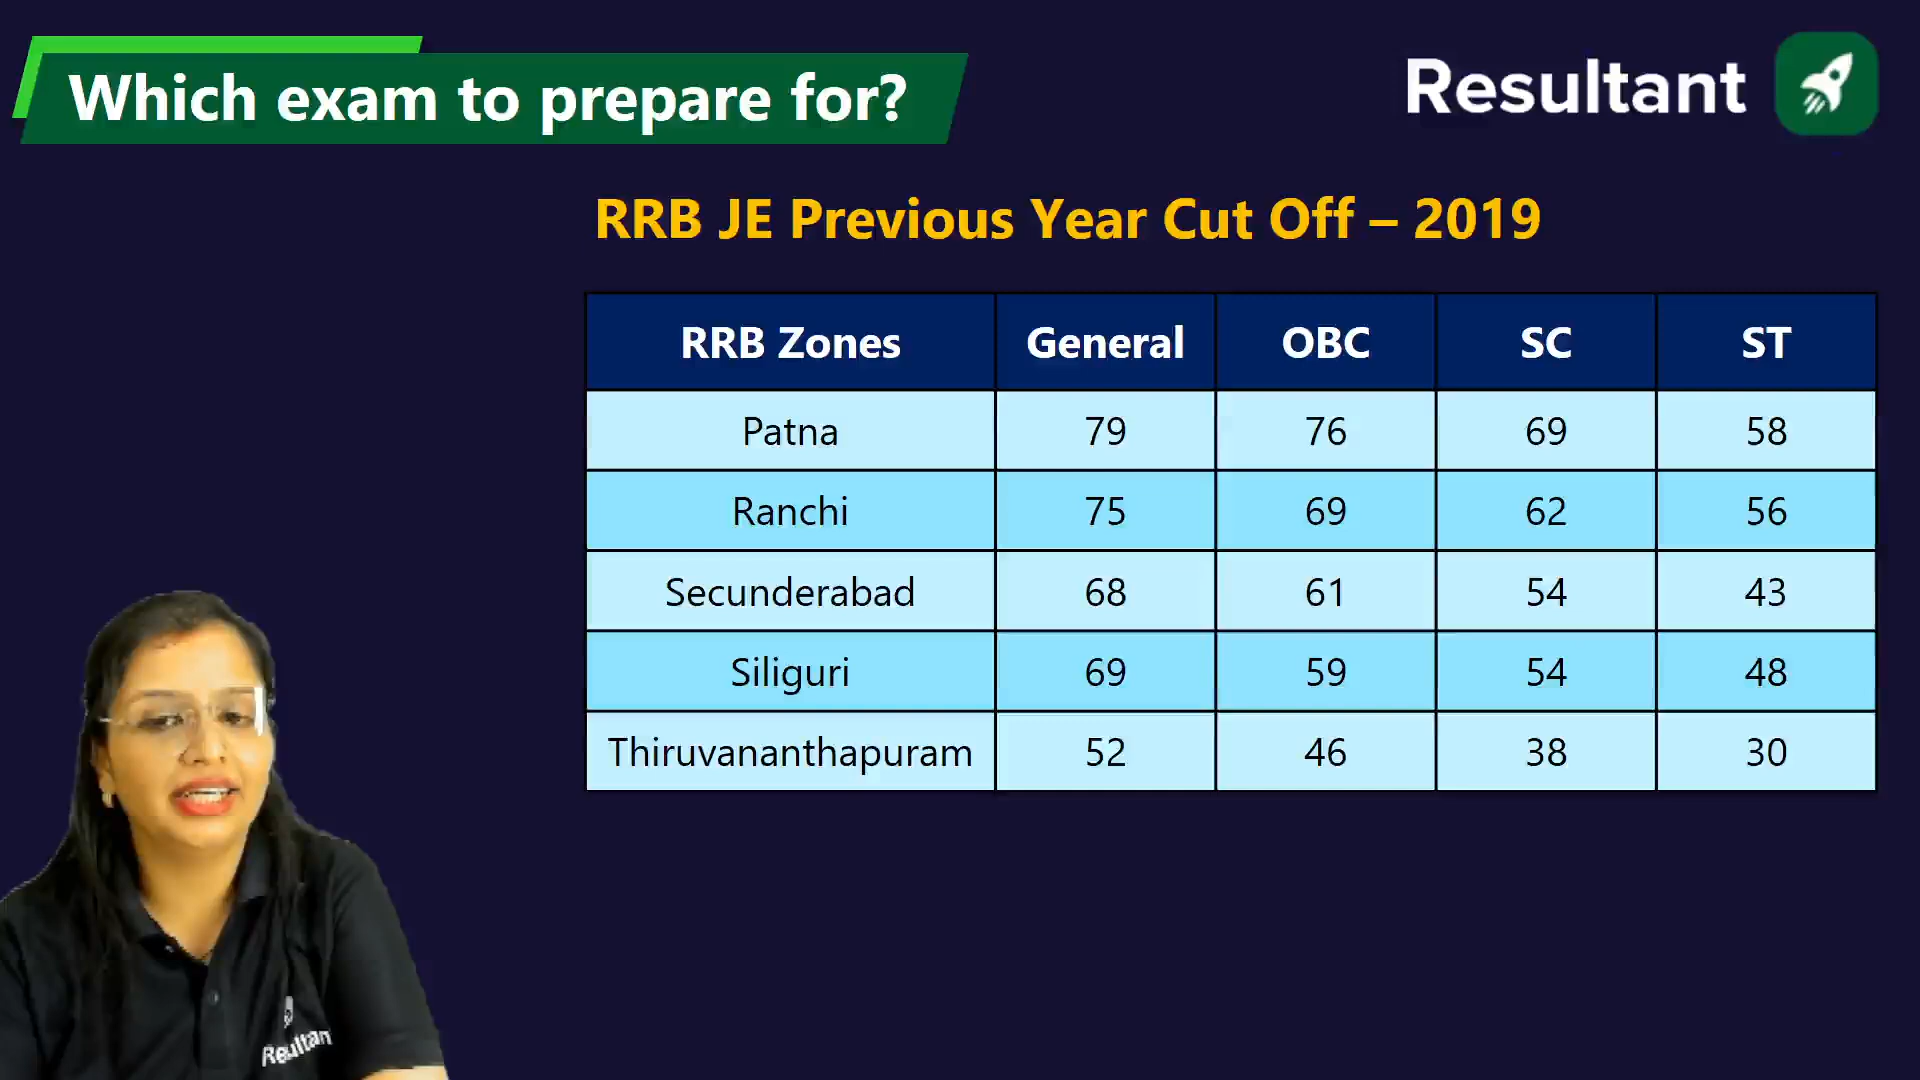 Which exam to prepare for?
Resultant
RRB JE Previous Year Cut Off – 2019
RRB Zones General OBC SC ST
Patna 79 76 69 58
Ranchi 75 69 62 56
Secunderabad 68 61 54 43
Siliguri 69 59 54 48
Thiruvananthapuram 52 46 38 30
Resultant